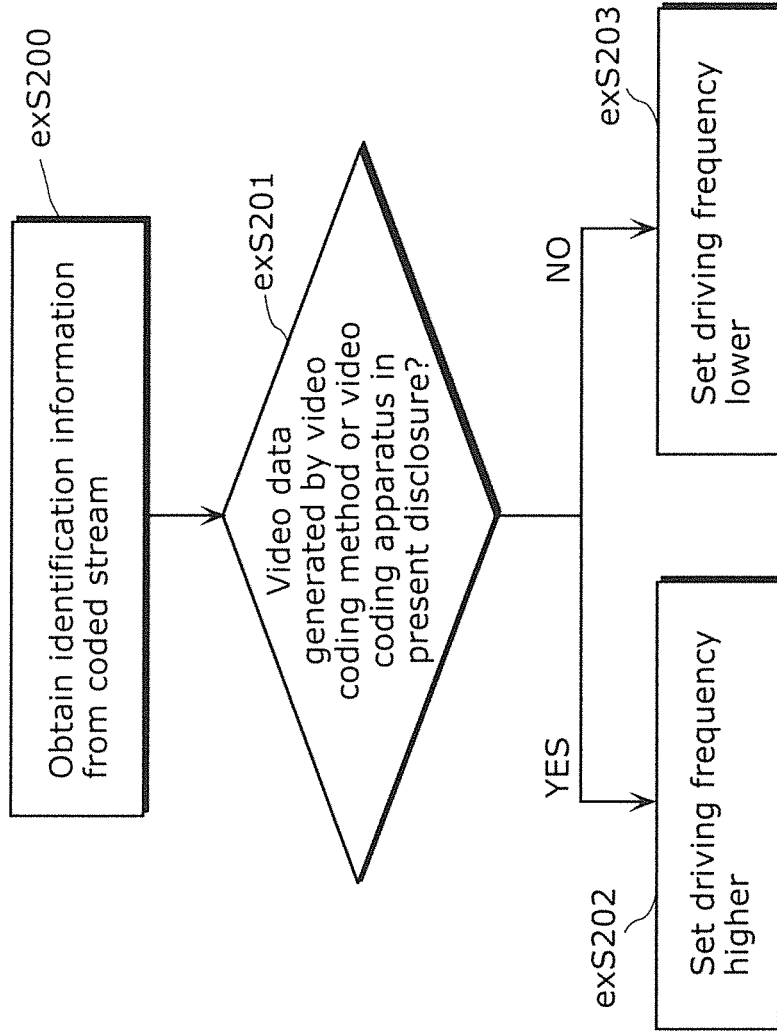 exS200
Obtain identification information
from coded stream
exS201
Video data
generated by video
coding method or video
coding apparatus in
present disclosure?
YES
NO
exS202
Set driving frequency
higher
exS203
Set driving frequency
lower